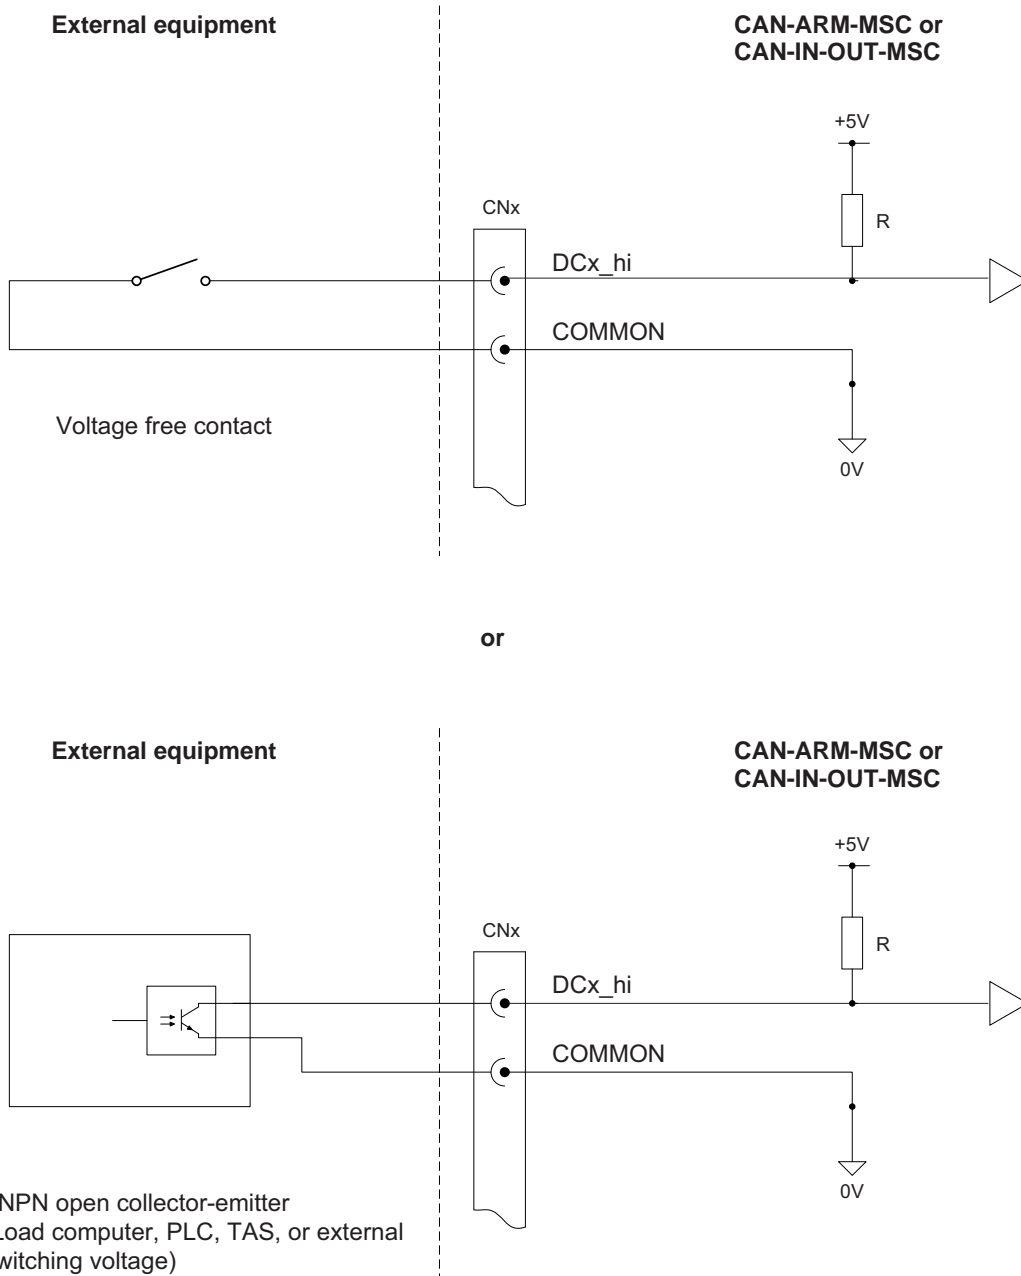 External equipment
CAN-ARM-MSC or
CAN-IN-OUT-MSC
+5V
CNx
R
DCx_hi
COMMON
Voltage free contact
0V
or
External equipment
CAN-ARM-MSC or
CAN-IN-OUT-MSC
+5V
CNx
R
DCx_hi
COMMON
0V
NPN open collector-emitter
Load computer, PLC, TAS, or external
witching voltage)